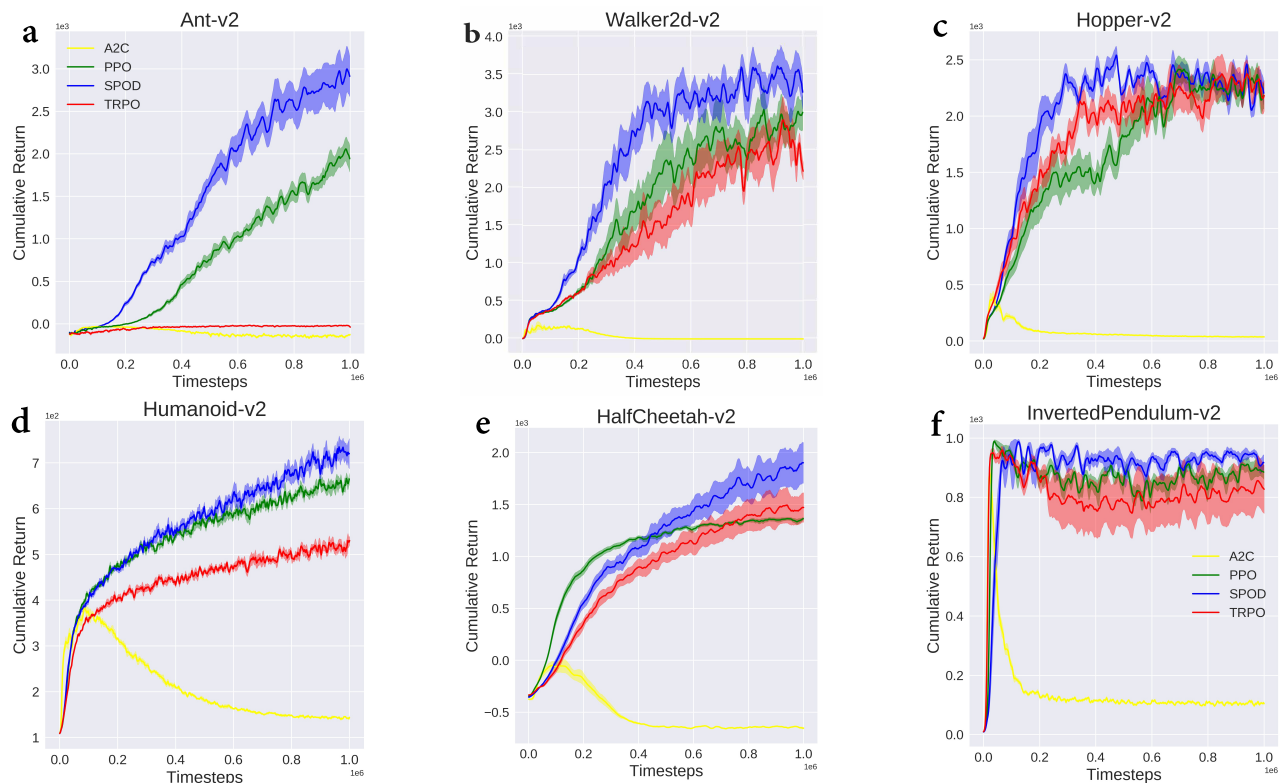 a
Ant-v2
1e3
A2C
PPO
SPOD
TRPO
3.0
2.5
2.0
1.5
1.0
0.5
0.0
Cumulative Return
0.0 0.2 0.4 0.6 0.8 1.0
1e6
Timesteps
b
Walker2d-v2
1e3
4.0
3.5
3.0
2.5
2.0
1.5
1.0
0.5
0.0
Cumulative Return
0.0 0.2 0.4 0.6 0.8 1.0
1e6
Timesteps
c
Hopper-v2
1e3
2.5
2.0
1.5
1.0
0.5
0.0
Cumulative Return
0.0 0.2 0.4 0.6 0.8 1.0
1e6
Timesteps
d
Humanoid-v2
1e2
7
6
5
4
3
2
1
Cumulative Return
0.0 0.2 0.4 0.6 0.8 1.0
1e6
Timesteps
e
HalfCheetah-v2
1e3
2.0
1.5
1.0
0.5
0.0
−0.5
Cumulative Return
0.0 0.2 0.4 0.6 0.8 1.0
1e6
Timesteps
f
InvertedPendulum-v2
1e3
1.0
0.8
0.6
0.4
0.2
0.0
Cumulative Return
A2C
PPO
SPOD
TRPO
0.0 0.2 0.4 0.6 0.8 1.0
1e6
Timesteps